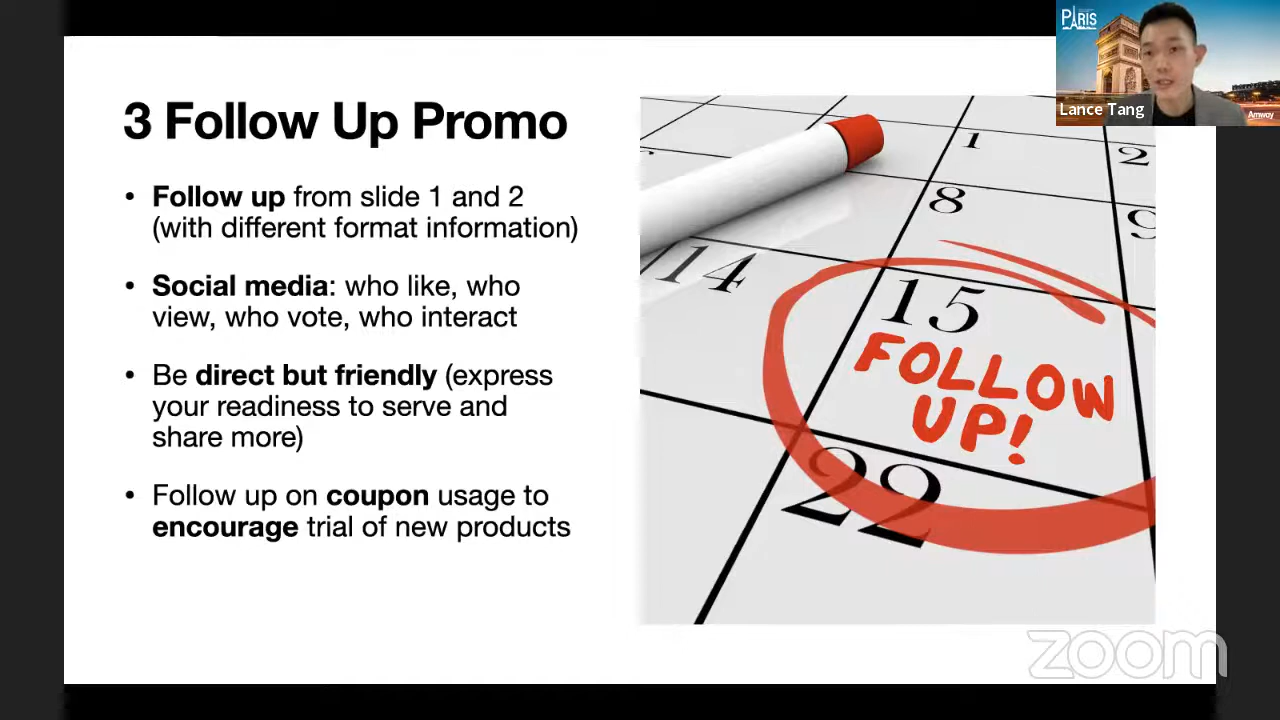 3 Follow Up Promo
• Follow up from slide 1 and 2
(with different format information)
• Social media: who like, who
view, who vote, who interact
• Be direct but friendly (express
your readiness to serve and
share more)
• Follow up on coupon usage to
encourage trial of new products
1
2
8
9
14
15
FOLLOW
UP!
22
PARIS
Lance Tang
Amway
zoom